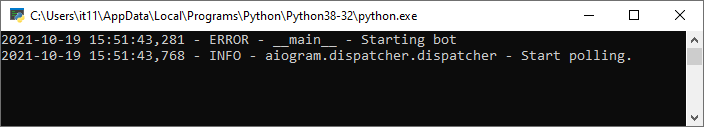 C:\Users\it11\AppData\Local\Programs\Python\Python38-32\python.exe
2021-10-19 15:51:43,281 - ERROR - __main__ - Starting bot
2021-10-19 15:51:43,768 - INFO - aiogram.dispatcher.dispatcher - Start polling.